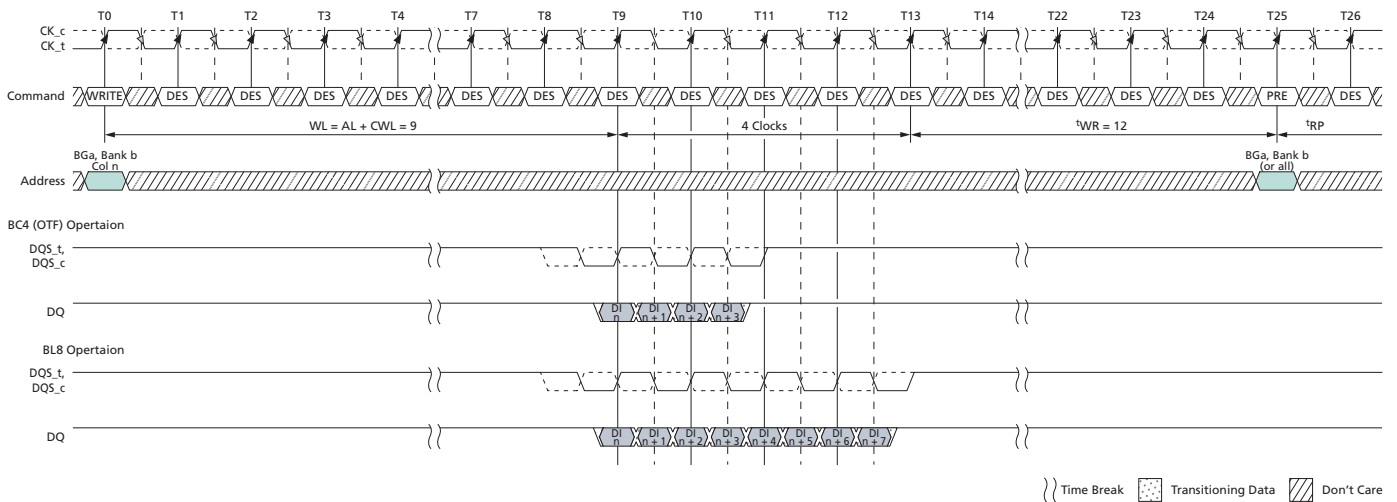 T0 T1 T2 T3 T4 T7 T8 T9 T10 T11 T12 T13 T14 T22 T23 T24 T25 T26
CK_c
CK_t
Command WRITE DES DES DES DES DES DES DES DES DES DES DES DES DES DES DES PRE DES
WL = AL + CWL = 9 4 Clocks tWR = 12 tRP
BGa, Bank b
Col n
BGa, Bank b
(or all)
Address
BC4 (OTF) Opertaion
DQS_t,
DQS_c
DQ DI n DI n + 1 DI n + 2 DI n + 3
BL8 Opertaion
DQS_t,
DQS_c
DQ DI n DI n + 1 DI n + 2 DI n + 3 DI n + 4 DI n + 5 DI n + 6 DI n + 7
Time Break Transitioning Data Don't Care